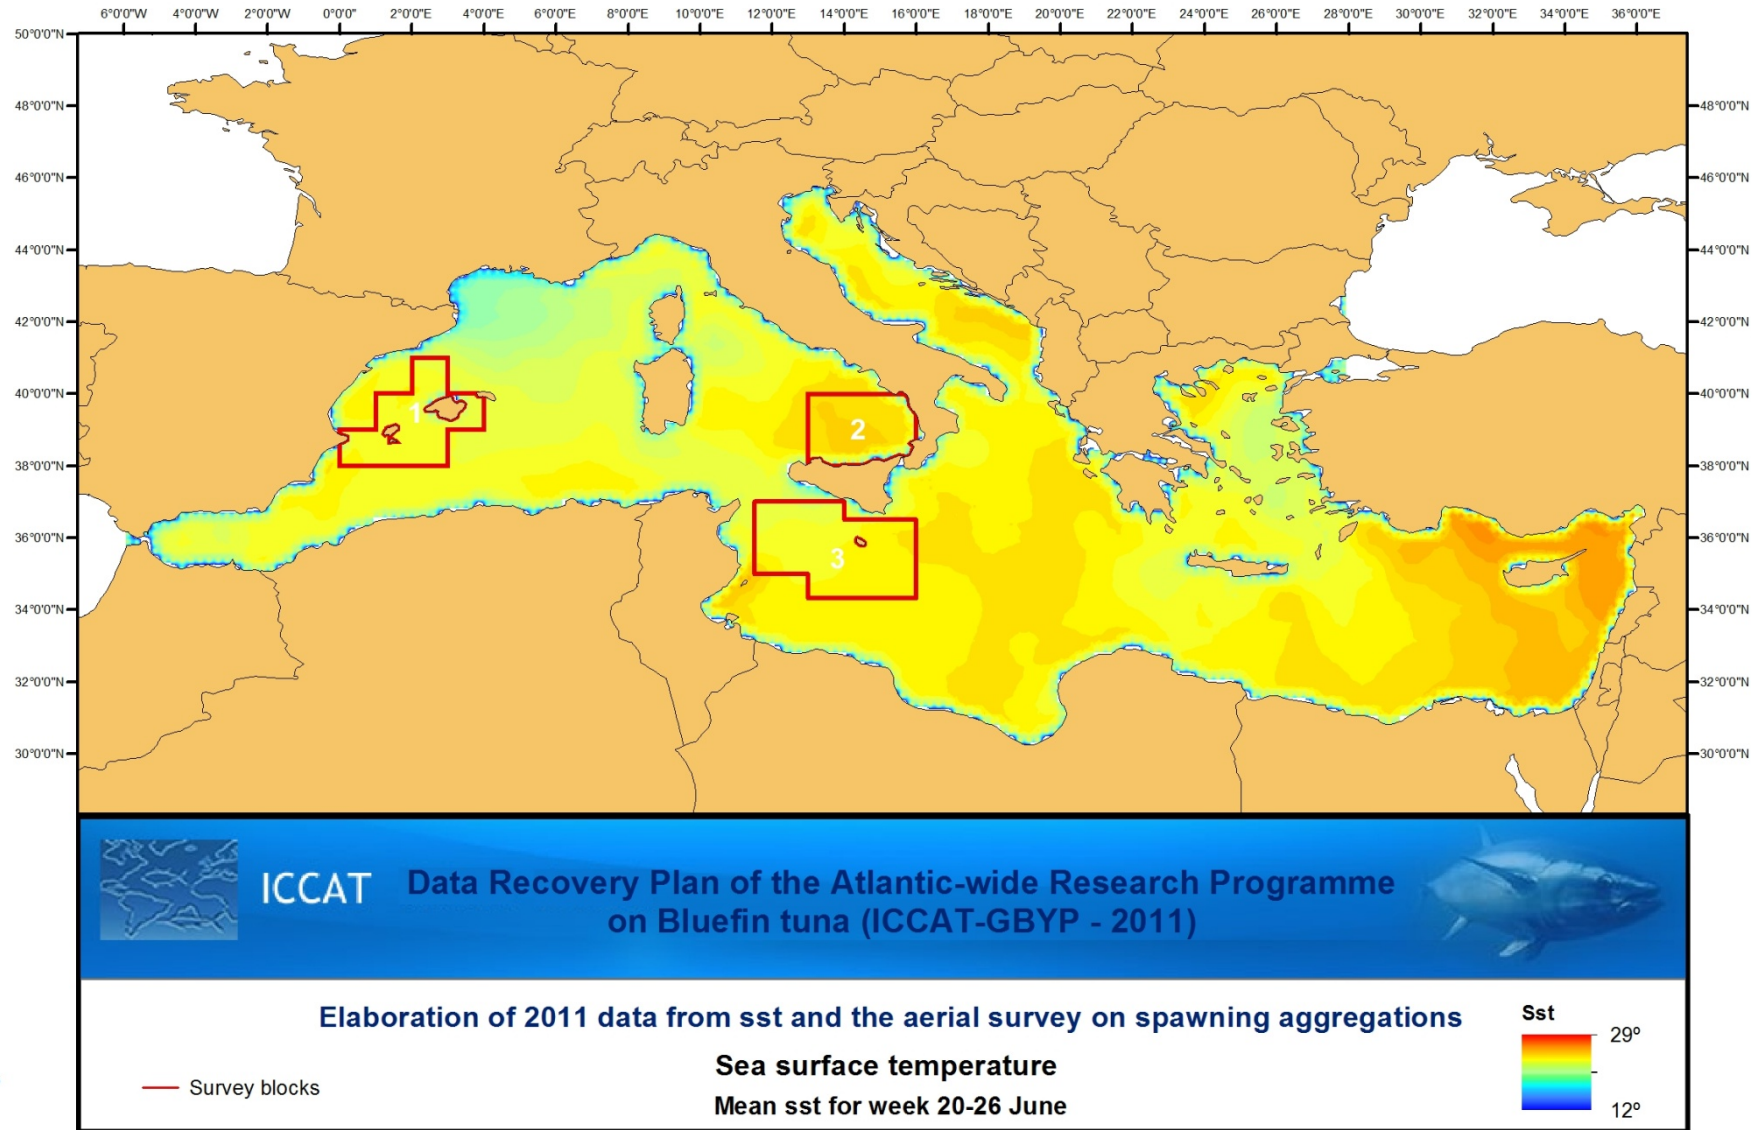 6°0'0"W 4°0'0"W 2°0'0"W 0°0'0" 2°0'0"E 4°0'0"E 6°0'0"E 8°0'0"E 10°0'0"E 12°0'0"E 14°0'0"E 16°0'0"E 18°0'0"E 20°0'0"E 22°0'0"E 24°0'0"E 26°0'0"E 28°0'0"E 30°0'0"E 32°0'0"E 34°0'0"E 36°0'0"E
50°0'0"N
48°0'0"N 48°0'0"N
46°0'0"N 46°0'0"N
44°0'0"N 44°0'0"N
42°0'0"N 42°0'0"N
40°0'0"N 40°0'0"N
1
2
38°0'0"N 38°0'0"N
36°0'0"N 36°0'0"N
3
34°0'0"N 34°0'0"N
32°0'0"N 32°0'0"N
30°0'0"N 30°0'0"N
ICCAT
Data Recovery Plan of the Atlantic-wide Research Programme
on Bluefin tuna (ICCAT-GBYP - 2011)
Elaboration of 2011 data from sst and the aerial survey on spawning aggregations
Sea surface temperature
Mean sst for week 20-26 June
Survey blocks
Sst
29º
12º